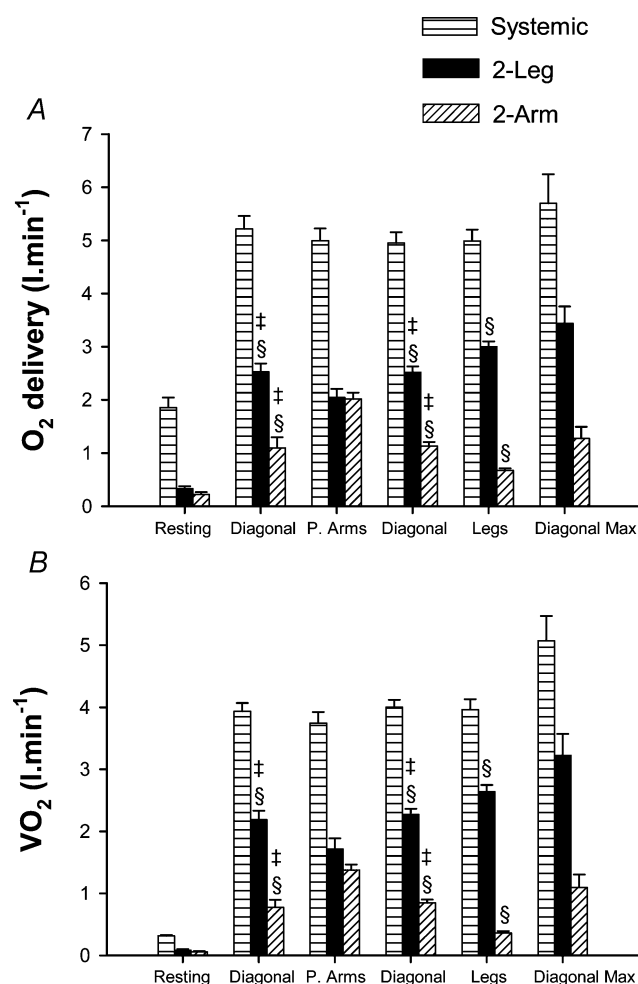 Systemic
2-Leg
2-Arm
A
O₂ delivery (l.min⁻¹)
7
6
5
4
3
2
1
0
‡ ‡
§ § §
‡ ‡
§ § §
Resting Diagonal P. Arms Diagonal Legs Diagonal Max
B
VO₂ (l.min⁻¹)
6
5
4
3
2
1
0
‡ ‡
§ § §
‡ ‡
§ § §
Resting Diagonal P. Arms Diagonal Legs Diagonal Max